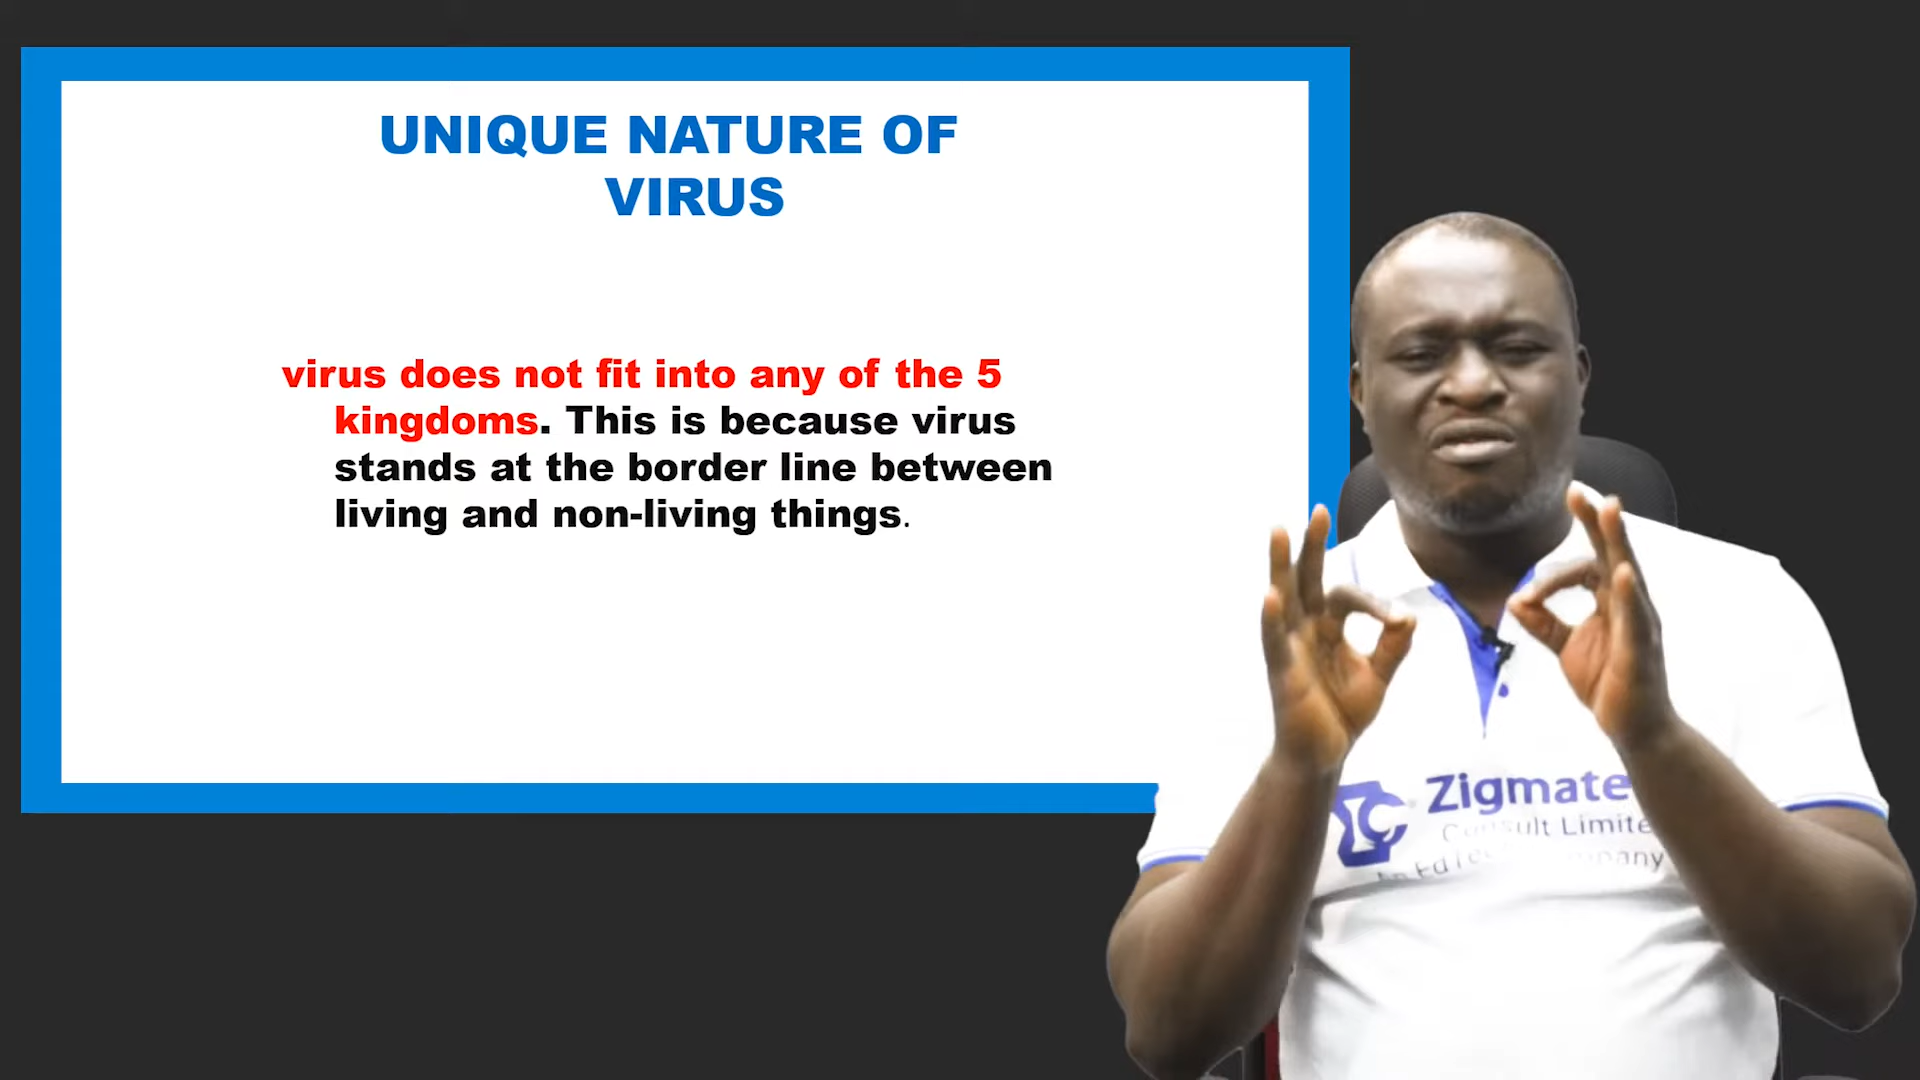 UNIQUE NATURE OF
VIRUS
virus does not fit into any of the 5
kingdoms. This is because virus
stands at the border line between
living and non-living things.
Zigmate
Limite